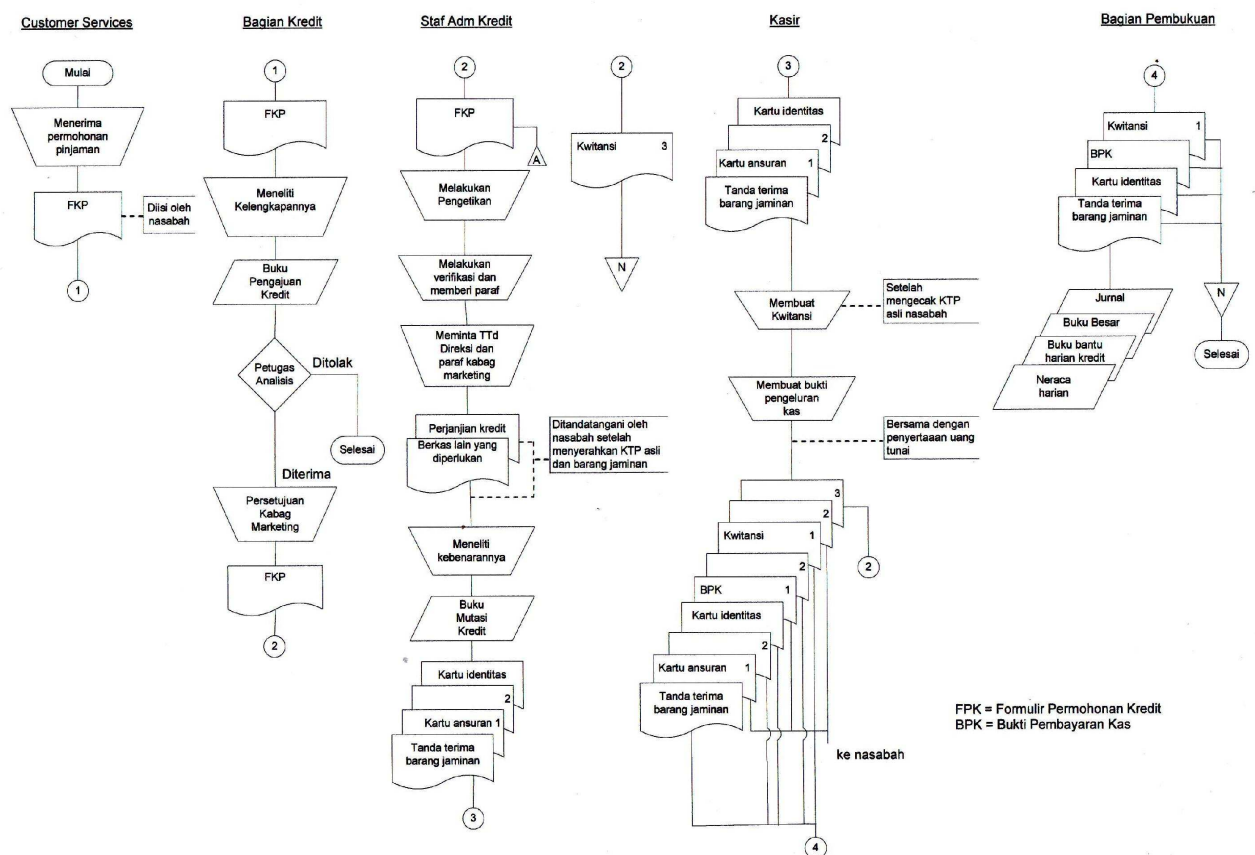 Customer Services
Mulai
Menerima
permohonan
pinjaman
FKP
Diisi oleh
nasabah
1
Bagian Kredit
1
FKP
Meneliti
Kelengkapannya
Buku
Pengajuan
Kredit
Petugas
Analisis
Ditolak
Selesai
Diterima
Persetujuan
Kabag
Marketing
FKP
2
Staf Adm Kredit
2
FKP
A
Melakukan
Pengetikan
Melakukan
verifikasi dan
memberi paraf
Meminta TTd
Direksi dan
paraf kabag
marketing
Perjanjian kredit
Berkas lain yang
diperlukan
Ditandatangani oleh
nasabah setelah
menyerahkan KTP asli
dan barang jaminan
Meneliti
kebenarannya
Buku
Mutasi
Kredit
Kartu identitas
2
Kartu ansuran 1
Tanda terima
barang jaminan
3
2
Kwitansi 3
N
Kasir
3
Kartu identitas
2
Kartu ansuran 1
Tanda terima
barang jaminan
Membuat
Kwitansi
Setelah
mengecak KTP
asli nasabah
Membuat bukti
pengeluran
kas
Bersama dengan
penyertaaan uang
tunai
3
2
Kwitansi 1
2
2
BPK 1
Kartu identitas
2
Kartu ansuran 1
Tanda terima
barang jaminan
ke nasabah
4
Bagian Pembukuan
4
Kwitansi 1
BPK
Kartu identitas
Tanda terima
barang jaminan
Jurnal
Buku Besar
Buku bantu
harian kredit
Neraca
harian
N
Selesai
FPK = Formulir Permohonan Kredit
BPK = Bukti Pembayaran Kas